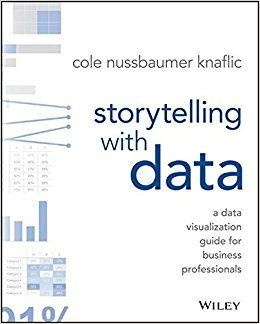 cole nussbaumer knaflic
storytelling
with data
a data
visualization
guide for
business
professionals
WILEY